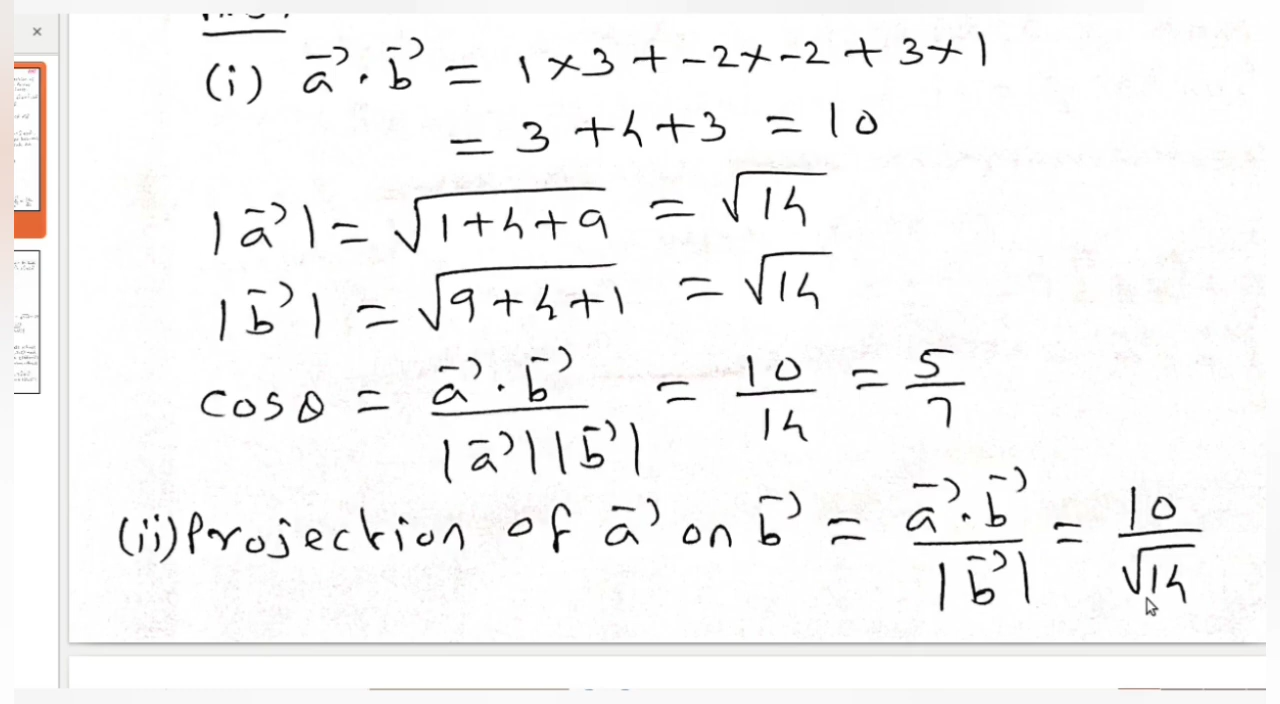 (i) a⃗ · b⃗ = 1×3 + -2×-2 + 3×1
= 3 + 4 + 3 = 10
|a⃗| = √(1+4+9) = √14
|b⃗| = √(9+4+1) = √14
cosθ = (a⃗ · b⃗)/(|a⃗||b⃗|) = 10/14 = 5/7
(ii) Projection of a⃗ on b⃗ = (a⃗ · b⃗)/|b⃗| = 10/√14